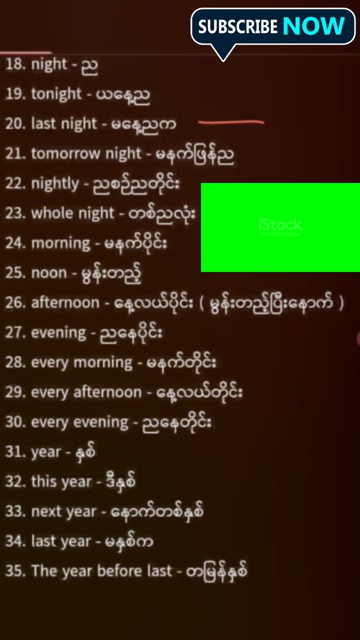 SUBSCRIBE NOW
18. night - ည
19. tonight - ယနေ့ည
20. last night - မနေ့ညက
21. tomorrow night - မနက်ဖြန်ည
22. nightly - ညစဉ်ညတိုင်း
23. whole night - တစ်ညလုံး
iStock
24. morning - မနက်ပိုင်း
25. noon - မွန်းတည့်
26. afternoon - နေ့လယ်ပိုင်း ( မွန်းတည့်ပြီးနောက် )
27. evening - ညနေပိုင်း
28. every morning - မနက်တိုင်း
29. every afternoon - နေ့လယ်တိုင်း
30. every evening - ညနေတိုင်း
31. year - နှစ်
32. this year - ဒီနှစ်
33. next year - နောက်တစ်နှစ်
34. last year - မနှစ်က
35. The year before last - တမြန်နှစ်